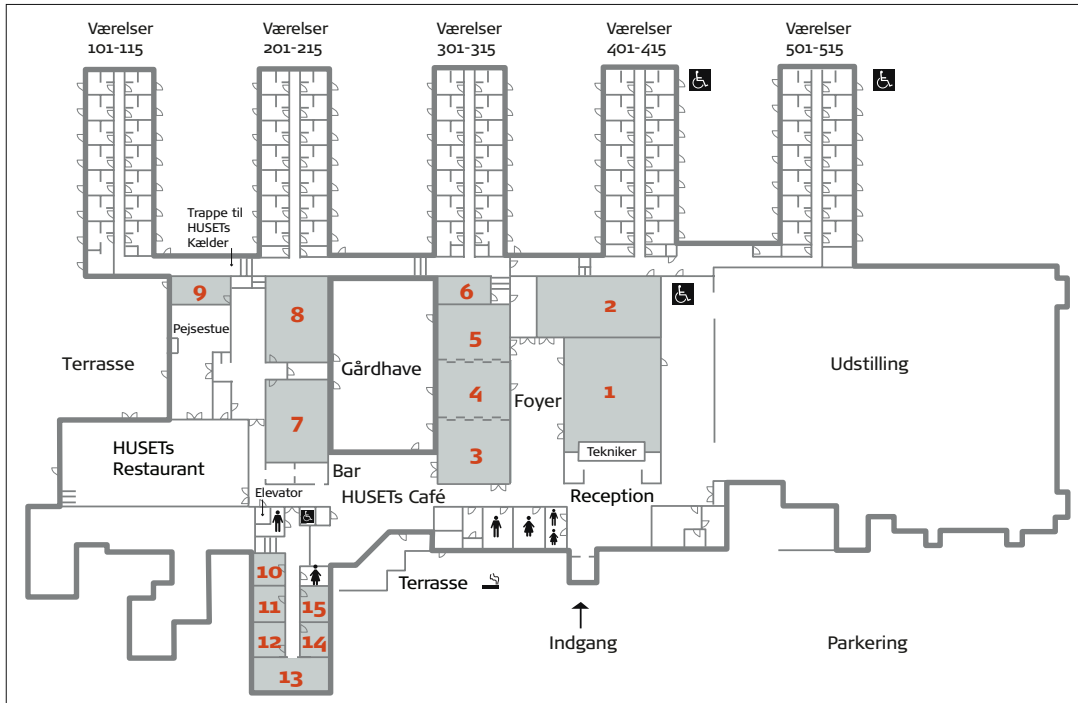 Værelser
101-115
Værelser
201-215
Værelser
301-315
Værelser
401-415
Værelser
501-515
Trappe til
HUSETs
Kælder
9
8
6
2
Pejsestue
5
Terrasse
Gårdhave
Udstilling
4
Foyer
1
7
HUSETs
Restaurant
3
Tekniker
Bar
Elevator
HUSETs Café
Reception
10
Terrasse
11
15
12
14
Indgang
Parkering
13